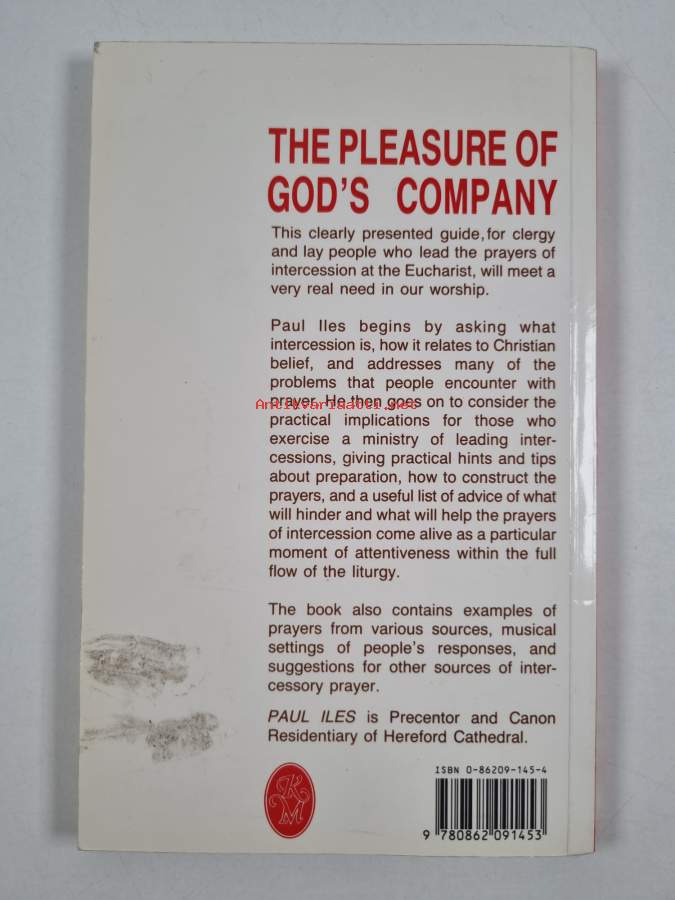 THE PLEASURE OF
GOD'S COMPANY
This clearly presented guide, for clergy
and lay people who lead the prayers of
intercession at the Eucharist, will meet a
very real need in our worship.
Paul Iles begins by asking what
intercession is, how it relates to Christian
belief, and addresses many of the
problems that people encounter with
prayer. He then goes on to consider the
Antikvariaatti.net
practical implications for those who
exercise a ministry of leading inter-
cessions, giving practical hints and tips
about preparation, how to construct the
prayers, and a useful list of advice of what
will hinder and what will help the prayers
of intercession come alive as a particular
moment of attentiveness within the full
flow of the liturgy.
The book also contains examples of
prayers from various sources, musical
settings of people's responses, and
suggestions for other sources of inter-
cessory prayer.
PAUL ILES is Precentor and Canon
Residentiary of Hereford Cathedral.
ISBN 0-86209-145-4
K
M
9 780862 091453